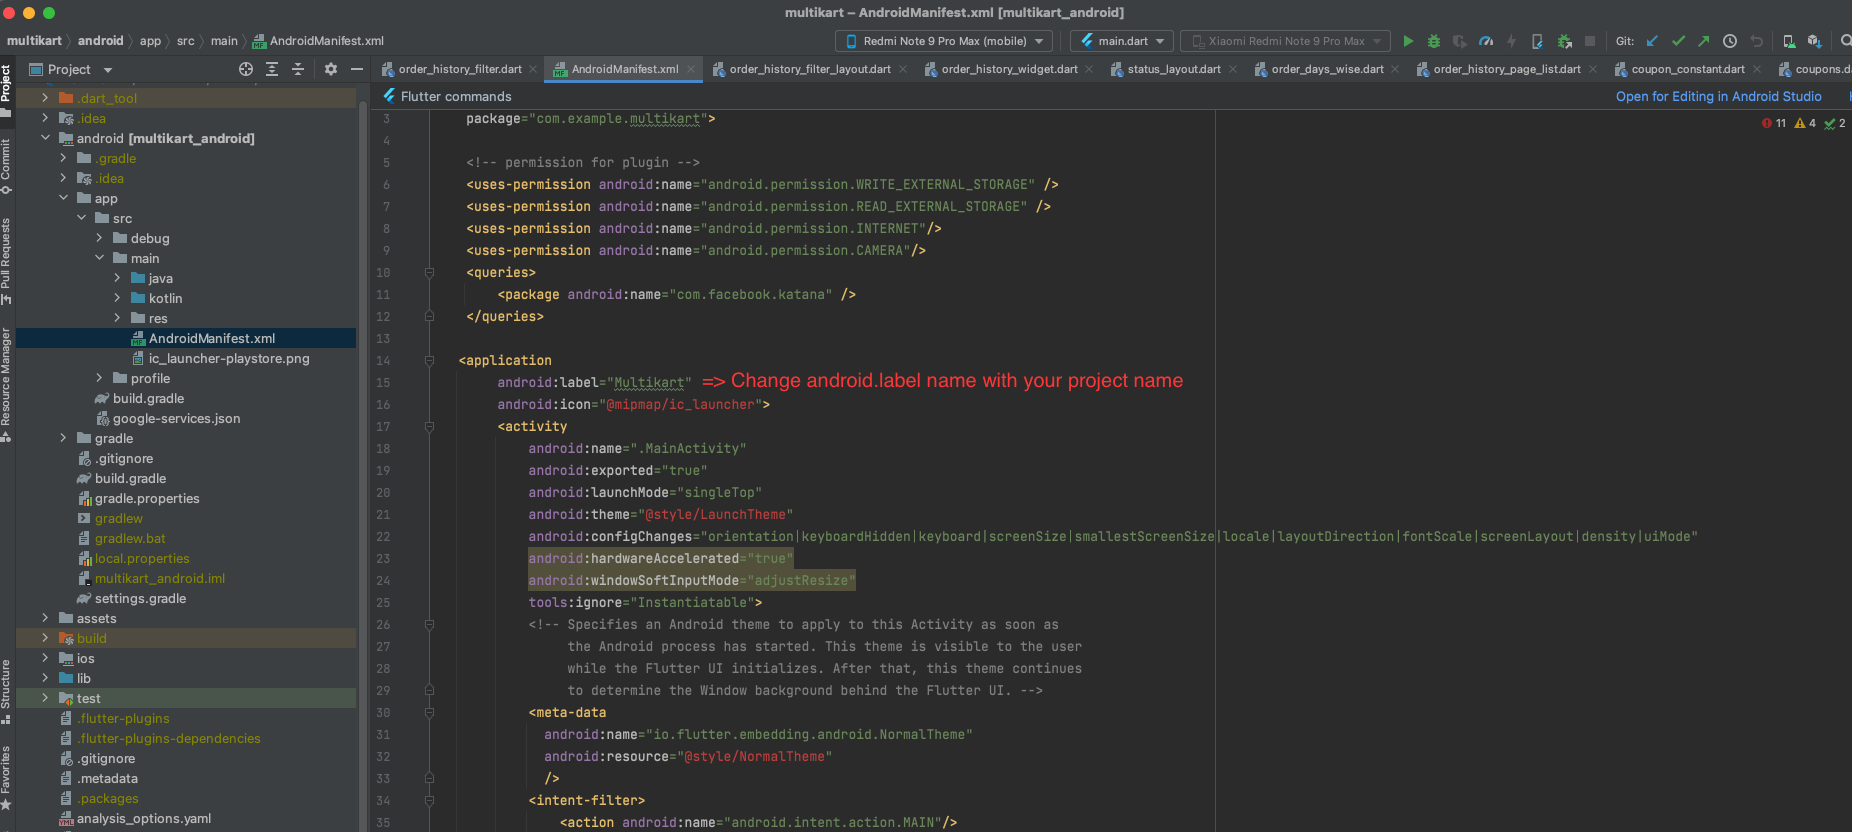 multikart – AndroidManifest.xml [multikart_android]
multikart android app src main AndroidManifest.xml
Redmi Note 9 Pro Max (mobile) main.dart Xiaomi Redmi Note 9 Pro Max Git:
Project
order_history_filter.dart AndroidManifest.xml order_history_filter_layout.dart order_history_widget.dart status_layout.dart order_days_wise.dart order_history_page_list.dart coupon_constant.dart coupons.da
Flutter commands Open for Editing in Android Studio
11 4 2
Project
Commit
Pull Requests
Resource Manager
Structure
Favorites
.dart_tool
.idea
android [multikart_android]
.gradle
.idea
app
src
debug
main
java
kotlin
res
AndroidManifest.xml
ic_launcher-playstore.png
profile
build.gradle
google-services.json
gradle
.gitignore
build.gradle
gradle.properties
gradlew
gradlew.bat
local.properties
multikart_android.iml
settings.gradle
assets
build
ios
lib
test
.flutter-plugins
.flutter-plugins-dependencies
.gitignore
.metadata
.packages
analysis_options.yaml
3 package="com.example.multikart">
4
5 <!-- permission for plugin -->
6 <uses-permission android:name="android.permission.WRITE_EXTERNAL_STORAGE" />
7 <uses-permission android:name="android.permission.READ_EXTERNAL_STORAGE" />
8 <uses-permission android:name="android.permission.INTERNET"/>
9 <uses-permission android:name="android.permission.CAMERA"/>
10 <queries>
11 <package android:name="com.facebook.katana" />
12 </queries>
13
14 <application
15 android:label="Multikart" => Change android.label name with your project name
16 android:icon="@mipmap/ic_launcher">
17 <activity
18 android:name=".MainActivity"
19 android:exported="true"
20 android:launchMode="singleTop"
21 android:theme="@style/LaunchTheme"
22 android:configChanges="orientation|keyboardHidden|keyboard|screenSize|smallestScreenSize|locale|layoutDirection|fontScale|screenLayout|density|uiMode"
23 android:hardwareAccelerated="true"
24 android:windowSoftInputMode="adjustResize"
25 tools:ignore="Instantiatable">
26 <!-- Specifies an Android theme to apply to this Activity as soon as
27 the Android process has started. This theme is visible to the user
28 while the Flutter UI initializes. After that, this theme continues
29 to determine the Window background behind the Flutter UI. -->
30 <meta-data
31 android:name="io.flutter.embedding.android.NormalTheme"
32 android:resource="@style/NormalTheme"
33 />
34 <intent-filter>
35 <action android:name="android.intent.action.MAIN"/>